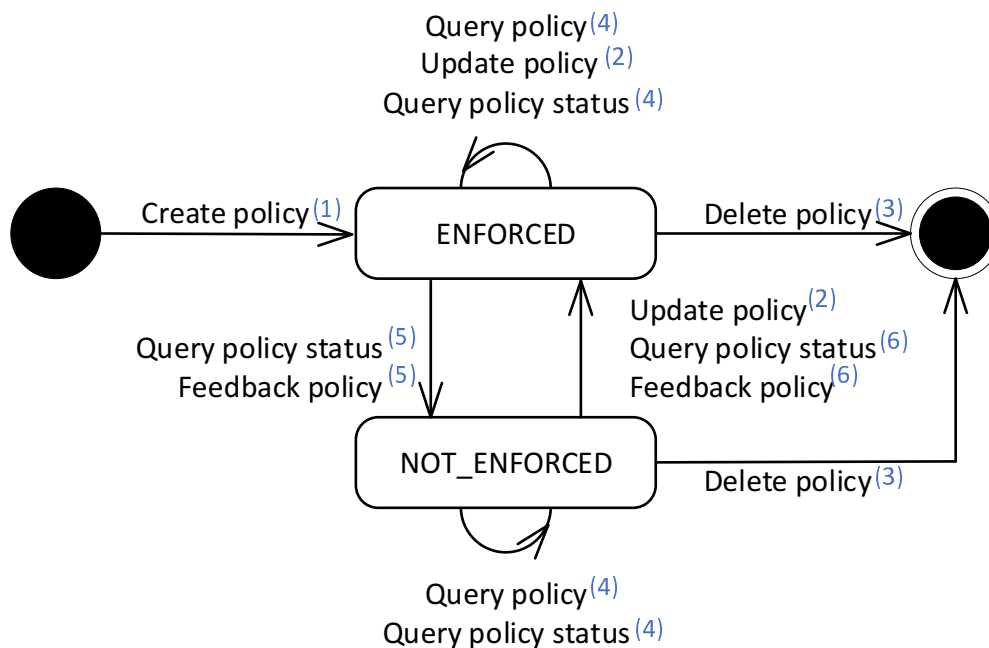 Query policy(4)
Update policy (2)
Query policy status (4)
Create policy(1)
ENFORCED
Delete policy(3)
Query policy status (5)
Feedback policy (5)
Update policy(2)
Query policy status(6)
Feedback policy(6)
NOT_ENFORCED
Delete policy(3)
Query policy(4)
Query policy status (4)